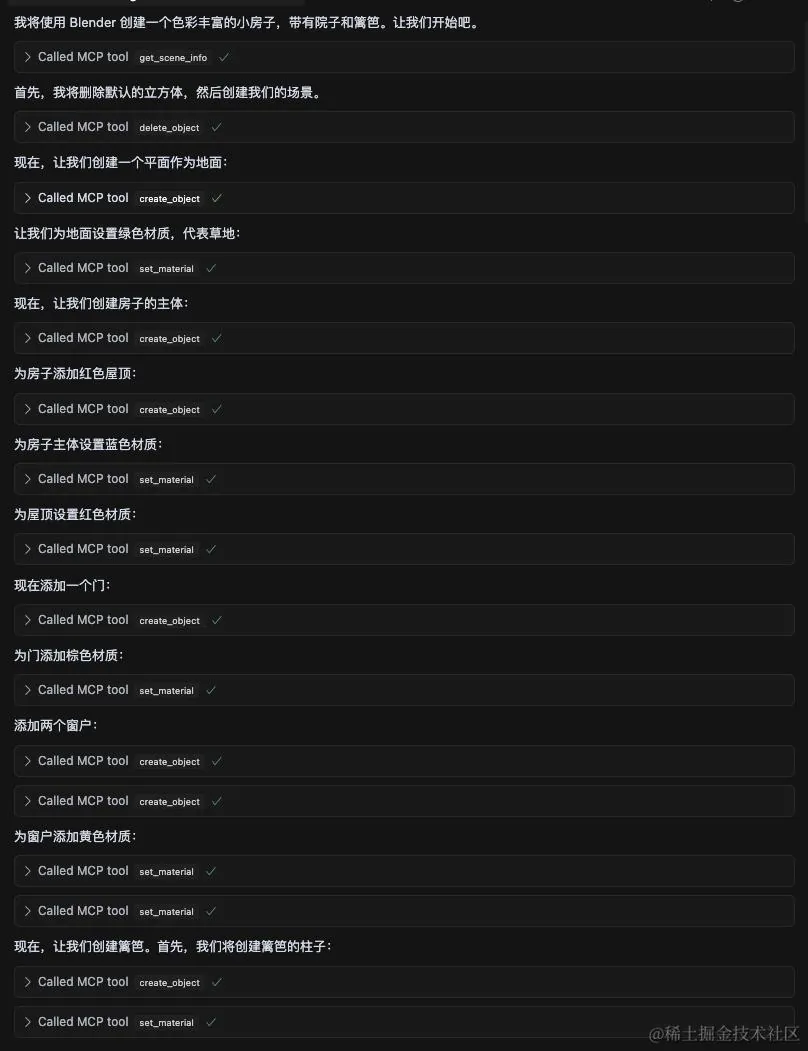 我将使用 Blender 创建一个色彩丰富的小房子，带有院子和篱笆。让我们开始吧。
Called MCP tool get_scene_info
首先，我将删除默认的立方体，然后创建我们的场景。
Called MCP tool delete_object
现在，让我们创建一个平面作为地面：
Called MCP tool create_object
让我们为地面设置绿色材质，代表草地：
Called MCP tool set_material
现在，让我们创建房子的主体：
Called MCP tool create_object
为房子添加红色屋顶：
Called MCP tool create_object
为房子主体设置蓝色材质：
Called MCP tool set_material
为屋顶设置红色材质：
Called MCP tool set_material
现在添加一个门：
Called MCP tool create_object
为门添加棕色材质：
Called MCP tool set_material
添加两个窗户：
Called MCP tool create_object
Called MCP tool create_object
为窗户添加黄色材质：
Called MCP tool set_material
Called MCP tool set_material
现在，让我们创建篱笆。首先，我们将创建篱笆的柱子：
Called MCP tool create_object
Called MCP tool set_material
@稀土掘金技术社区